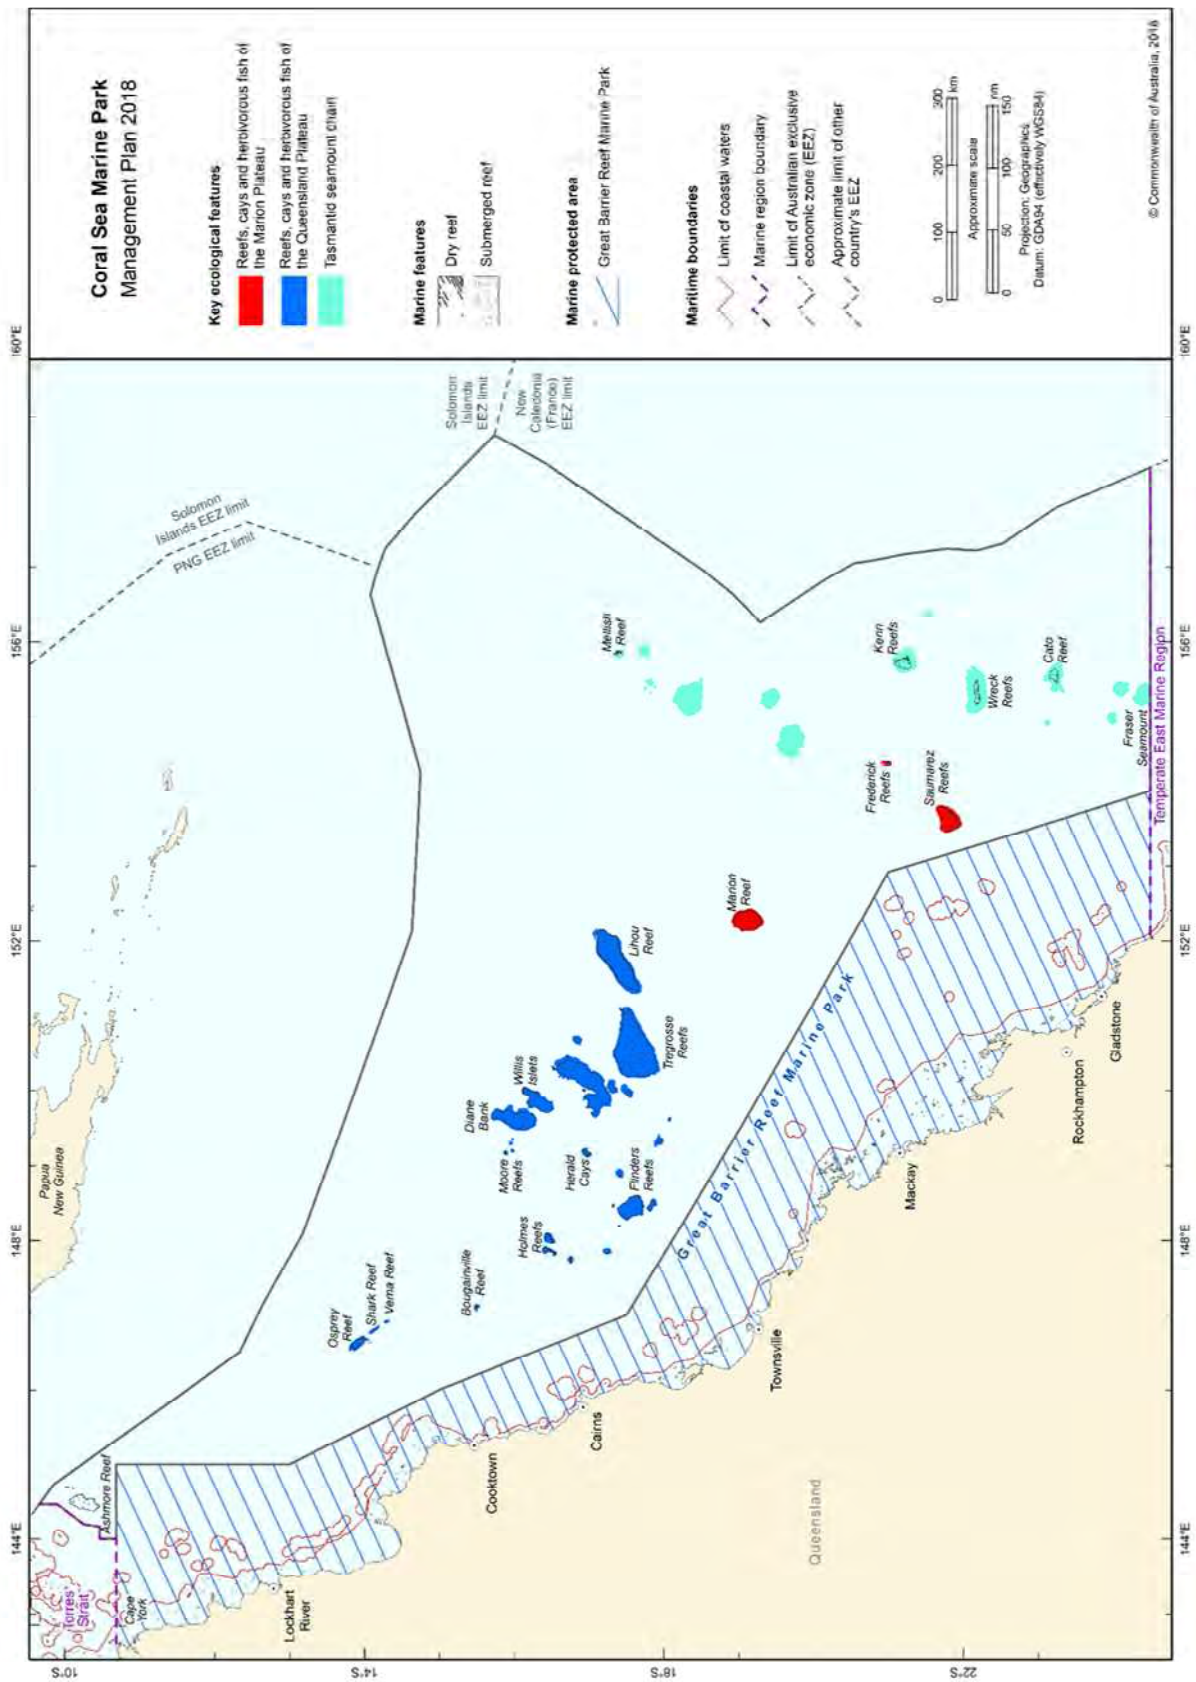 Coral Sea Marine Park
Management Plan 2018
Key ecological features
Reefs, cays and herbivorous fish of
the Marion Plateau
Reefs, cays and herbivorous fish of
the Queensland Plateau
Tasmantid seamount chain
Marine features
Dry reef
Submerged reef
Marine protected area
Great Barrier Reef Marine Park
Maritime boundaries
Limit of coastal waters
Marine region boundary
Limit of Australian exclusive
economic zone (EEZ)
Approximate limit of other
country's EEZ
0 100 200 300
km
Approximate scale
0 50 100 150
nm
Projection: Geographics
Datum: GDA94 (effectively WGS84)
© Commonwealth of Australia, 2018
144°E
148°E
152°E
156°E
160°E
144°E
148°E
152°E
156°E
160°E
10°S
14°S
18°S
22°S
Papua
New Guinea
Solomon
Islands EEZ limit
PNG EEZ limit
Solomon
Islands
EEZ limit
New
Caledonia
(France)
EEZ limit
Torres
Strait
Cape
York
Ashmore Reef
Lockhart
River
Osprey
Reef
Shark Reef
Vema Reef
Bougainville
Reef
Holmes
Reefs
Moore
Reefs
Diane
Bank
Willis
Islets
Herald
Cays
Flinders
Reefs
Tregrosse
Reefs
Lihou
Reef
Mellish
Reef
Marion
Reef
Frederick
Reefs
Saumarez
Reefs
Kenn
Reefs
Wreck
Reefs
Cato
Reef
Fraser
Seamount
Great Barrier Reef Marine Park
Temperate East Marine Region
Cooktown
Cairns
Townsville
Mackay
Rockhampton
Gladstone
Queensland